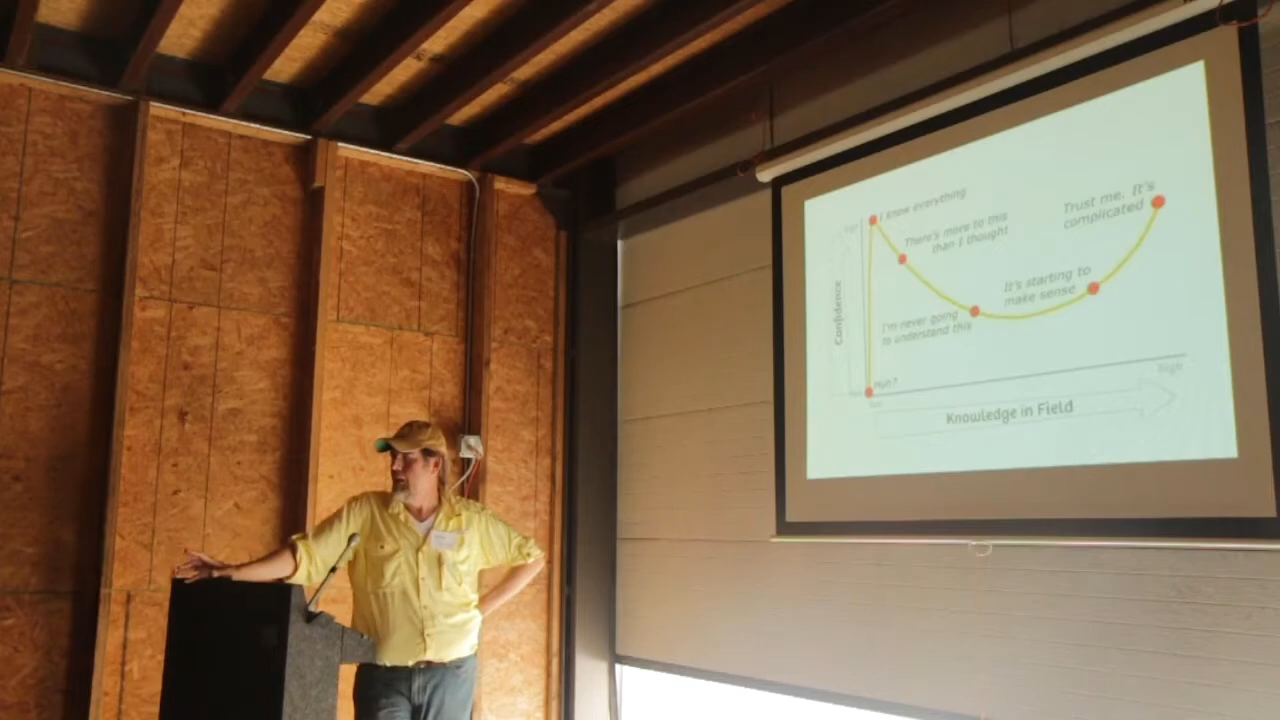 I know everything
There's more to this
than I thought
Trust me. It's
complicated
It's starting to
make sense
I'm never going
to understand this
Huh?
Confidence
high
Knowledge in Field